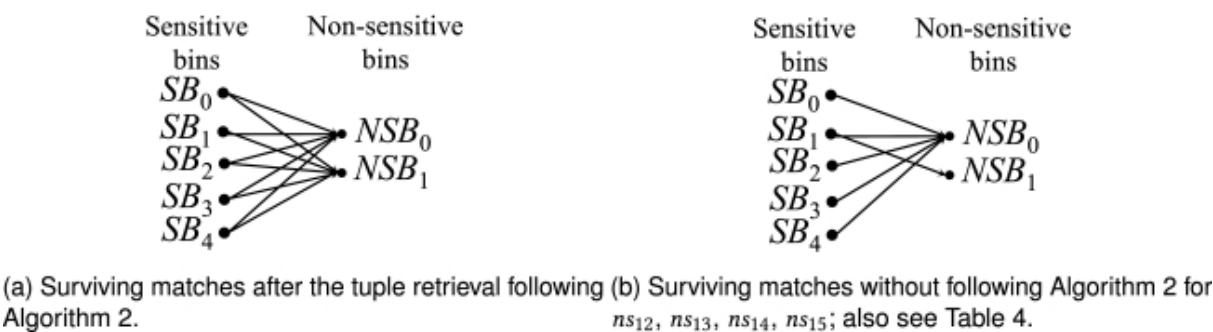 Sensitive bins
Non-sensitive bins
SB0
SB1
SB2
SB3
SB4
NSB0
NSB1
(a) Surviving matches after the tuple retrieval following
Algorithm 2.
Sensitive bins
Non-sensitive bins
SB0
SB1
SB2
SB3
SB4
NSB0
NSB1
(b) Surviving matches without following Algorithm 2 for
ns12, ns13, ns14, ns15; also see Table 4.